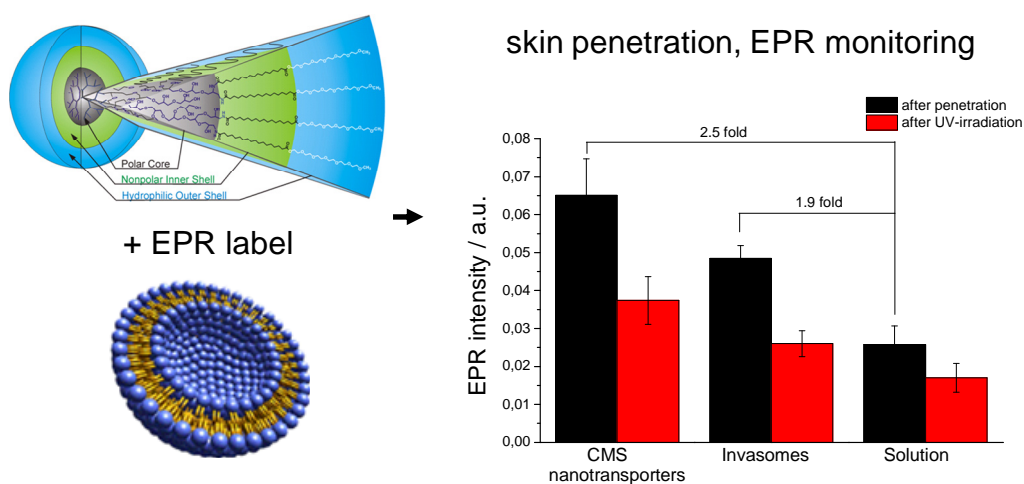 Polar Core
Nonpolar Inner Shell
Hydrophilic Outer Shell
+ EPR label
skin penetration, EPR monitoring
after penetration
after UV-irradiation
2.5 fold
1.9 fold
EPR intensity / a.u.
0,08
0,07
0,06
0,05
0,04
0,03
0,02
0,01
0,00
CMS
nanotransporters
Invasomes
Solution